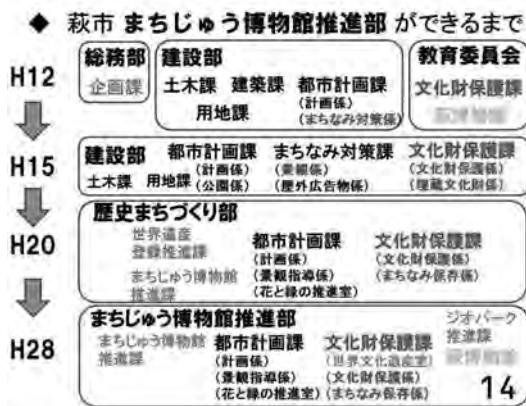 ◆ 萩市 まちじゅう博物館推進部 ができるまで
H12
総務部
企画課
建設部
土木課 建築課 都市計画課
(計画係)
用地課 (まちなみ対策係)
教育委員会
文化財保護課
H15
建設部 都市計画課 まちなみ対策課 文化財保護課
(計画係) (景観係) (文化財保護係)
土木課 用地課 (公園係) (屋外広告物係) (埋蔵文化財係)
H20
歴史まちづくり部
世界遺産
登録推進課
まちじゅう博物館
推進課
都市計画課
(計画係)
(景観指導係)
(花と緑の推進室)
文化財保護課
(文化財保護係)
(まちなみ保存係)
H28
まちじゅう博物館推進部
まちじゅう博物館
推進課
都市計画課
(計画係)
(景観指導係)
(花と緑の推進室)
文化財保護課
(世界文化遺産室)
(文化財保護係)
(まちなみ保存係)
ジオパーク
推進課
萩博物館
14